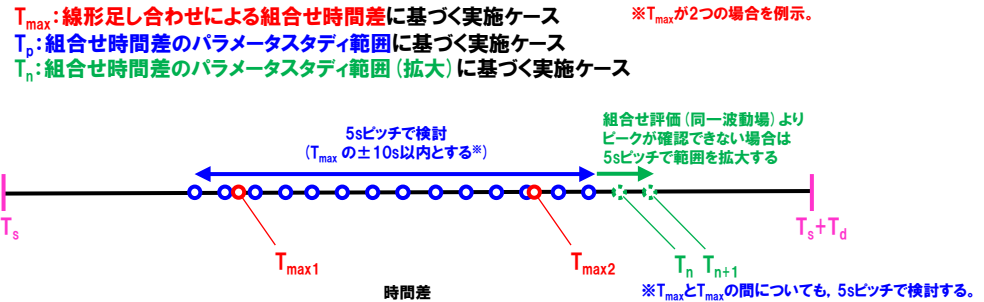 Tmax:線形足し合わせによる組合せ時間差に基づく実施ケース
※Tmaxが2つの場合を例示。
Tp:組合せ時間差のパラメータスタディ範囲に基づく実施ケース
Tn:組合せ時間差のパラメータスタディ範囲(拡大)に基づく実施ケース
5sピッチで検討
(Tmax の±10s以内とする※)
組合せ評価(同一波動場)より
ピークが確認できない場合は
5sピッチで範囲を拡大する
Ts
Ts+Td
Tmax1
Tmax2
Tn
Tn+1
時間差
※TmaxとTmaxの間についても,5sピッチで検討する。